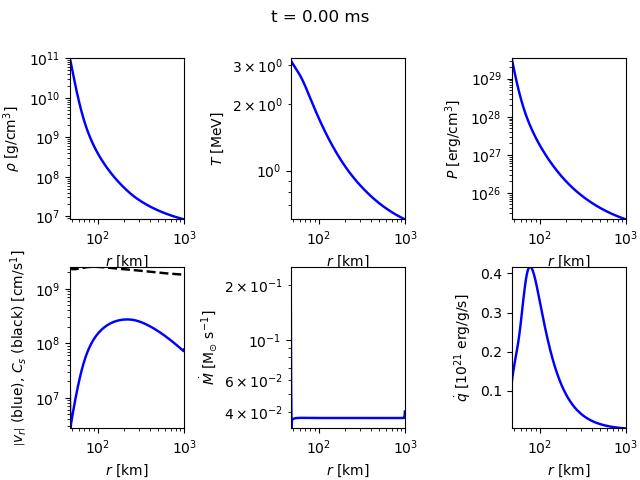 t = 0.00 ms
ρ [g/cm³]
10¹¹
10¹⁰
10⁹
10⁸
10⁷
10²
10³
r [km]
T [MeV]
3 × 10⁰
2 × 10⁰
10⁰
10²
10³
r [km]
P [erg/cm³]
10²⁹
10²⁸
10²⁷
10²⁶
10²
10³
r [km]
|vᵣ| (blue), Cₛ (black) [cm/s¹]
10⁹
10⁸
10⁷
10²
10³
r [km]
Ṁ [M⊙ s⁻¹]
2 × 10⁻¹
10⁻¹
6 × 10⁻²
4 × 10⁻²
10²
10³
r [km]
q̇ [10²¹ erg/g/s]
0.4
0.3
0.2
0.1
10²
10³
r [km]